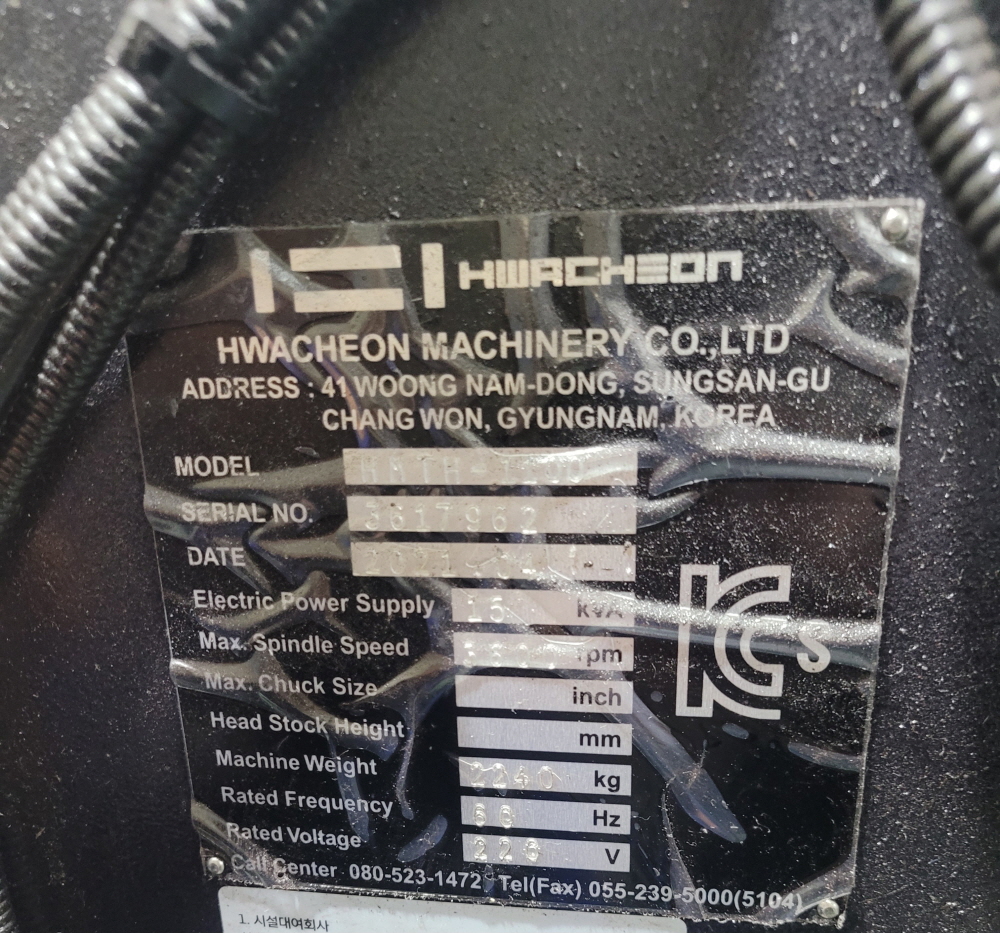 HWACHEON
HWACHEON MACHINERY CO.,LTD
ADDRESS : 41 WOONG NAM-DONG, SUNGSAN-GU
CHANG WON, GYUNGNAM, KOREA
MODEL
SERIAL NO. 3617962
DATE
Electric Power Supply 15 kVA
Max. Spindle Speed rpm
Max. Chuck Size inch
Head Stock Height mm
Machine Weight 2240 kg
Rated Frequency 60 Hz
Rated Voltage 220 V
KCs
Call Center 080-523-1472 Tel(Fax) 055-239-5000(5104)
1. 시설대여회사